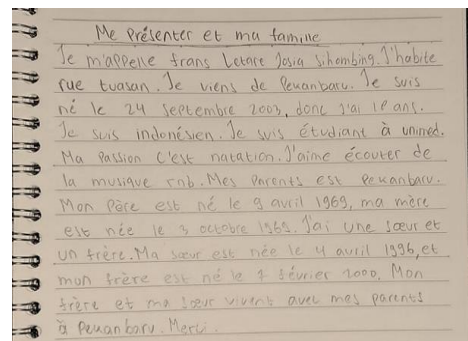 Me Présenter et ma famille
Je m'appelle frans Letare Josia Sihombing. J'habite
rue tuasan. Je viens de Pekanbaru. Je suis
né le 24 Septembre 2003, donc j'ai 18 ans.
Je suis indonésien. Je suis étudiant à unimed.
Ma Passion c'est natation. J'aime écouter de
la musique rnb. Mes Parents est Pekanbaru.
Mon Père est né le 9 avril 1969, ma mère
est née le 3 octobre 1969. J'ai une sœur et
un frère. Ma sœur est née le 4 avril 1996, et
mon frère est né le 1 février 2000. Mon
frère et ma sœur vivent avec mes parents
à Pekanbaru. Merci.